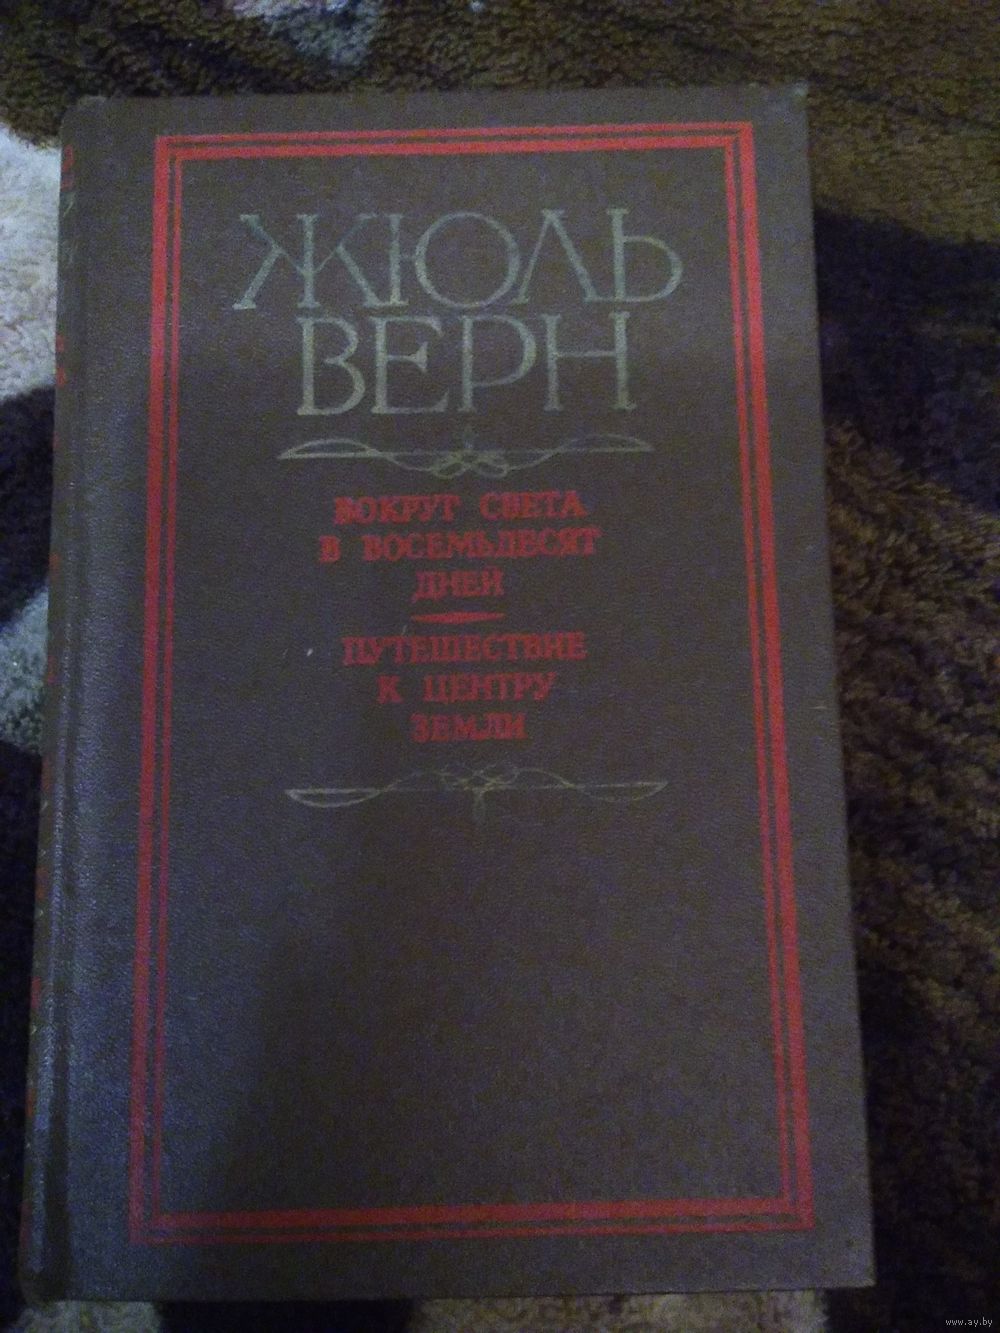 ЖЮЛЬ
ВЕРН
ВОКРУГ СВЕТА
В ВОСЕМЬДЕСЯТ
ДНЕЙ
ПУТЕШЕСТВИЕ
К ЦЕНТРУ
ЗЕМЛИ
www.ay.by